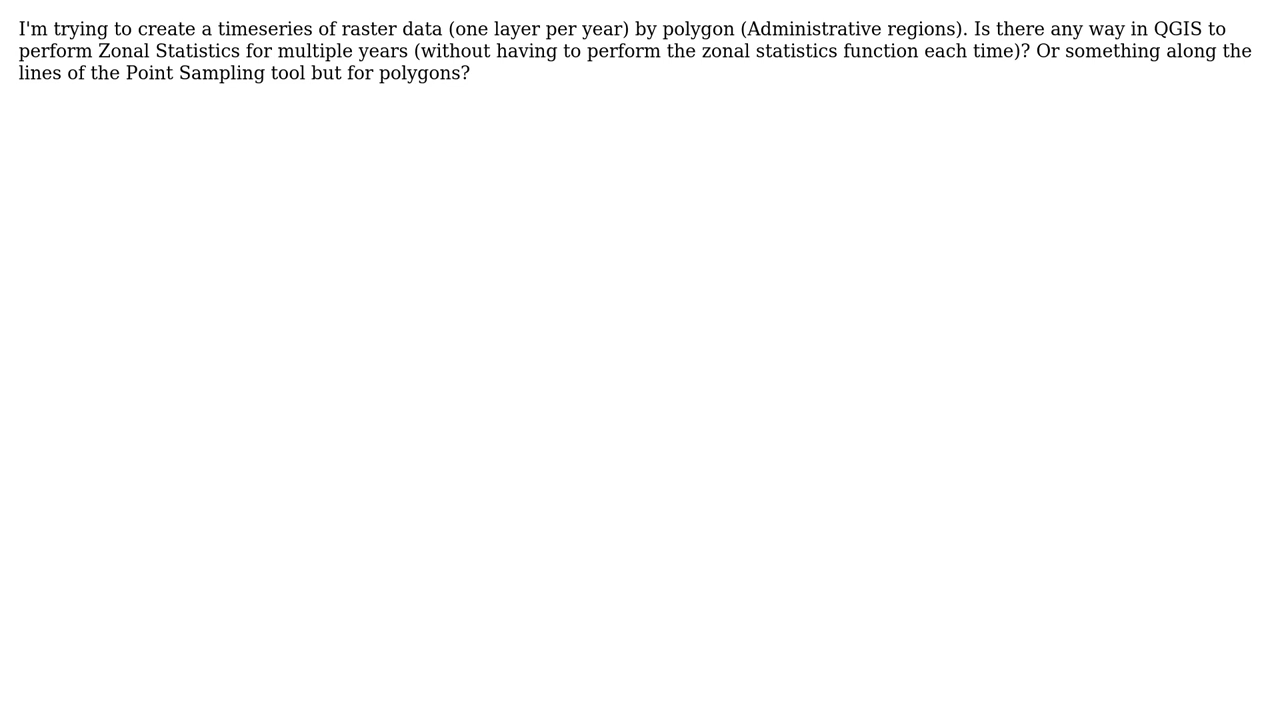 I'm trying to create a timeseries of raster data (one layer per year) by polygon (Administrative regions). Is there any way in QGIS to
perform Zonal Statistics for multiple years (without having to perform the zonal statistics function each time)? Or something along the
lines of the Point Sampling tool but for polygons?